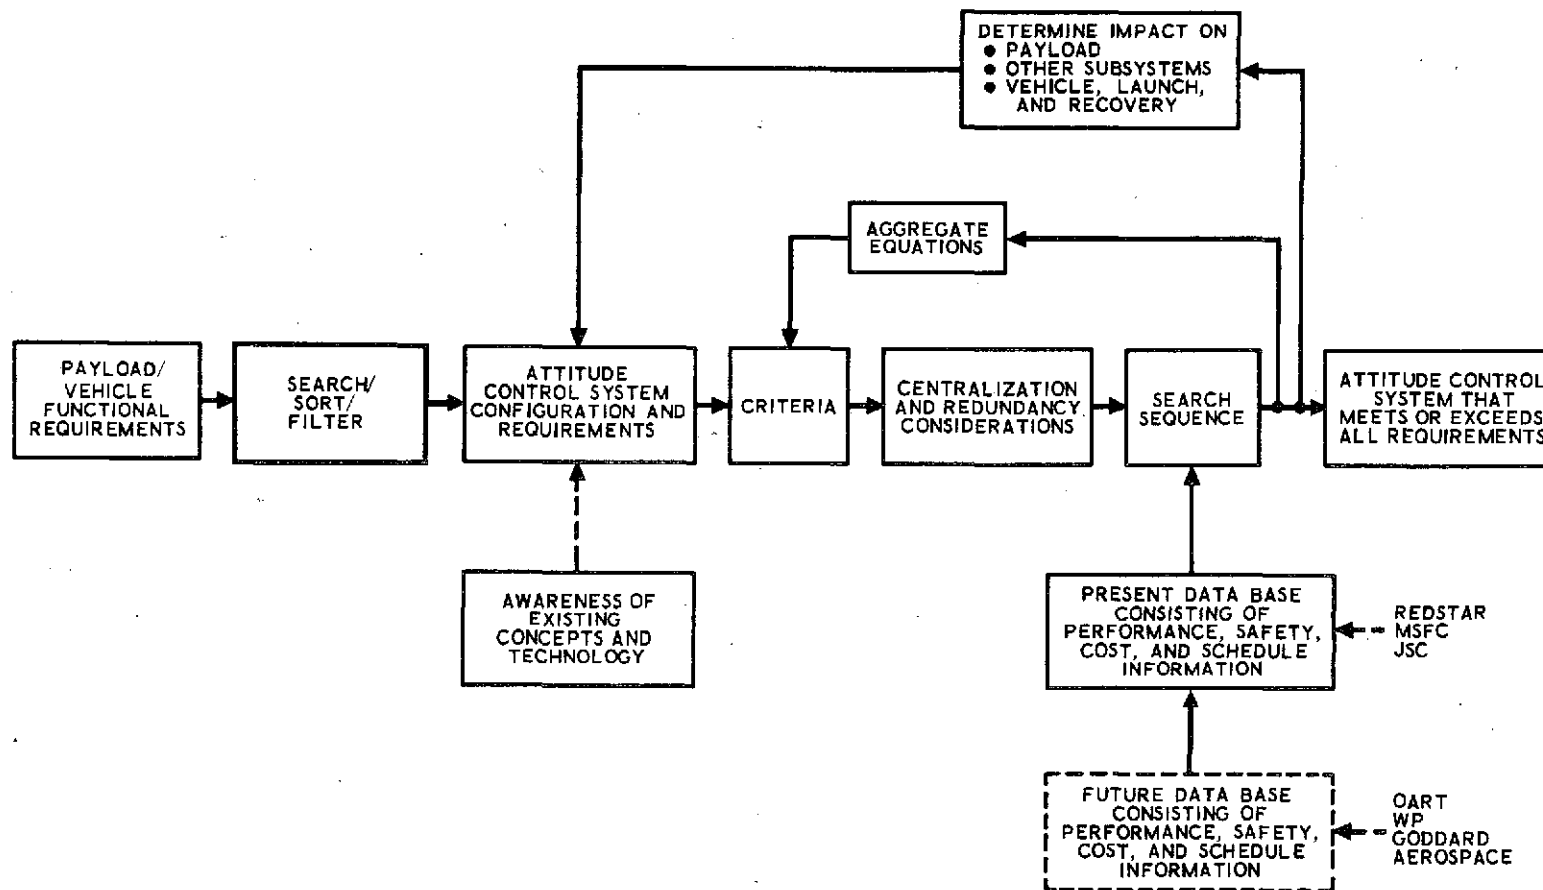 DETERMINE IMPACT ON
● PAYLOAD
● OTHER SUBSYSTEMS
● VEHICLE, LAUNCH,
AND RECOVERY
AGGREGATE
EQUATIONS
PAYLOAD/
VEHICLE
FUNCTIONAL
REQUIREMENTS
SEARCH/
SORT/
FILTER
ATTITUDE
CONTROL SYSTEM
CONFIGURATION AND
REQUIREMENTS
CRITERIA
CENTRALIZATION
AND REDUNDANCY
CONSIDERATIONS
SEARCH
SEQUENCE
ATTITUDE CONTROL
SYSTEM THAT
MEETS OR EXCEEDS
ALL REQUIREMENTS
AWARENESS OF
EXISTING
CONCEPTS AND
TECHNOLOGY
PRESENT DATA BASE
CONSISTING OF
PERFORMANCE, SAFETY,
COST, AND SCHEDULE
INFORMATION
REDSTAR
MSFC
JSC
FUTURE DATA BASE
CONSISTING OF
PERFORMANCE, SAFETY,
COST, AND SCHEDULE
INFORMATION
OART
WP
GODDARD
AEROSPACE